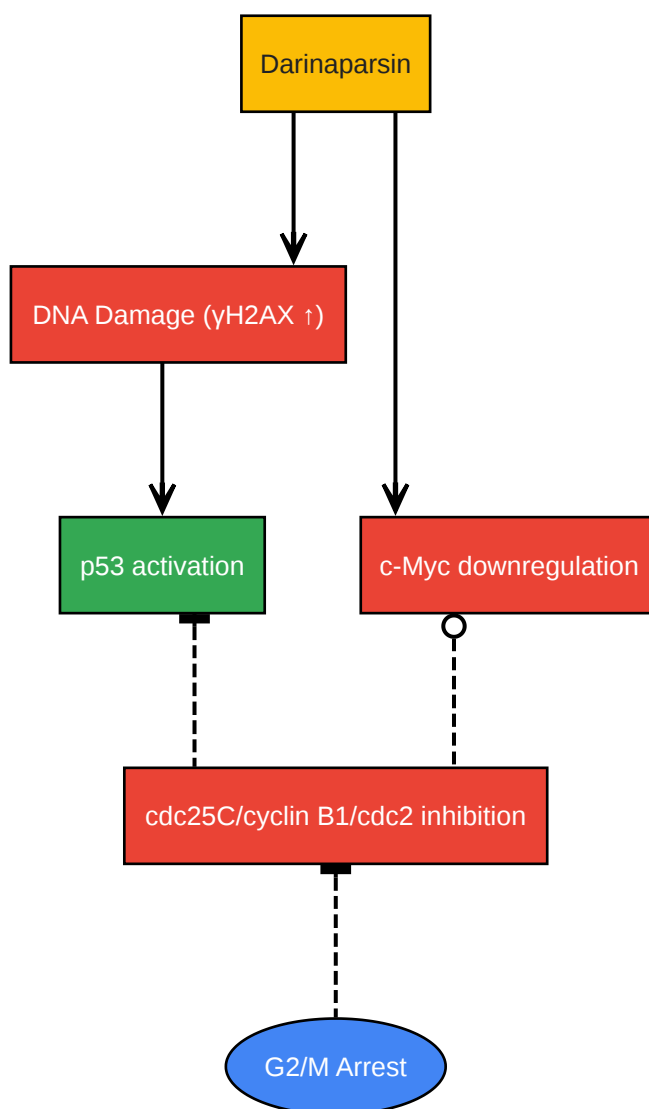 Darinaparsin
DNA Damage (γH2AX ↑)
p53 activation
c-Myc downregulation
cdc25C/cyclin B1/cdc2 inhibition
G2/M Arrest